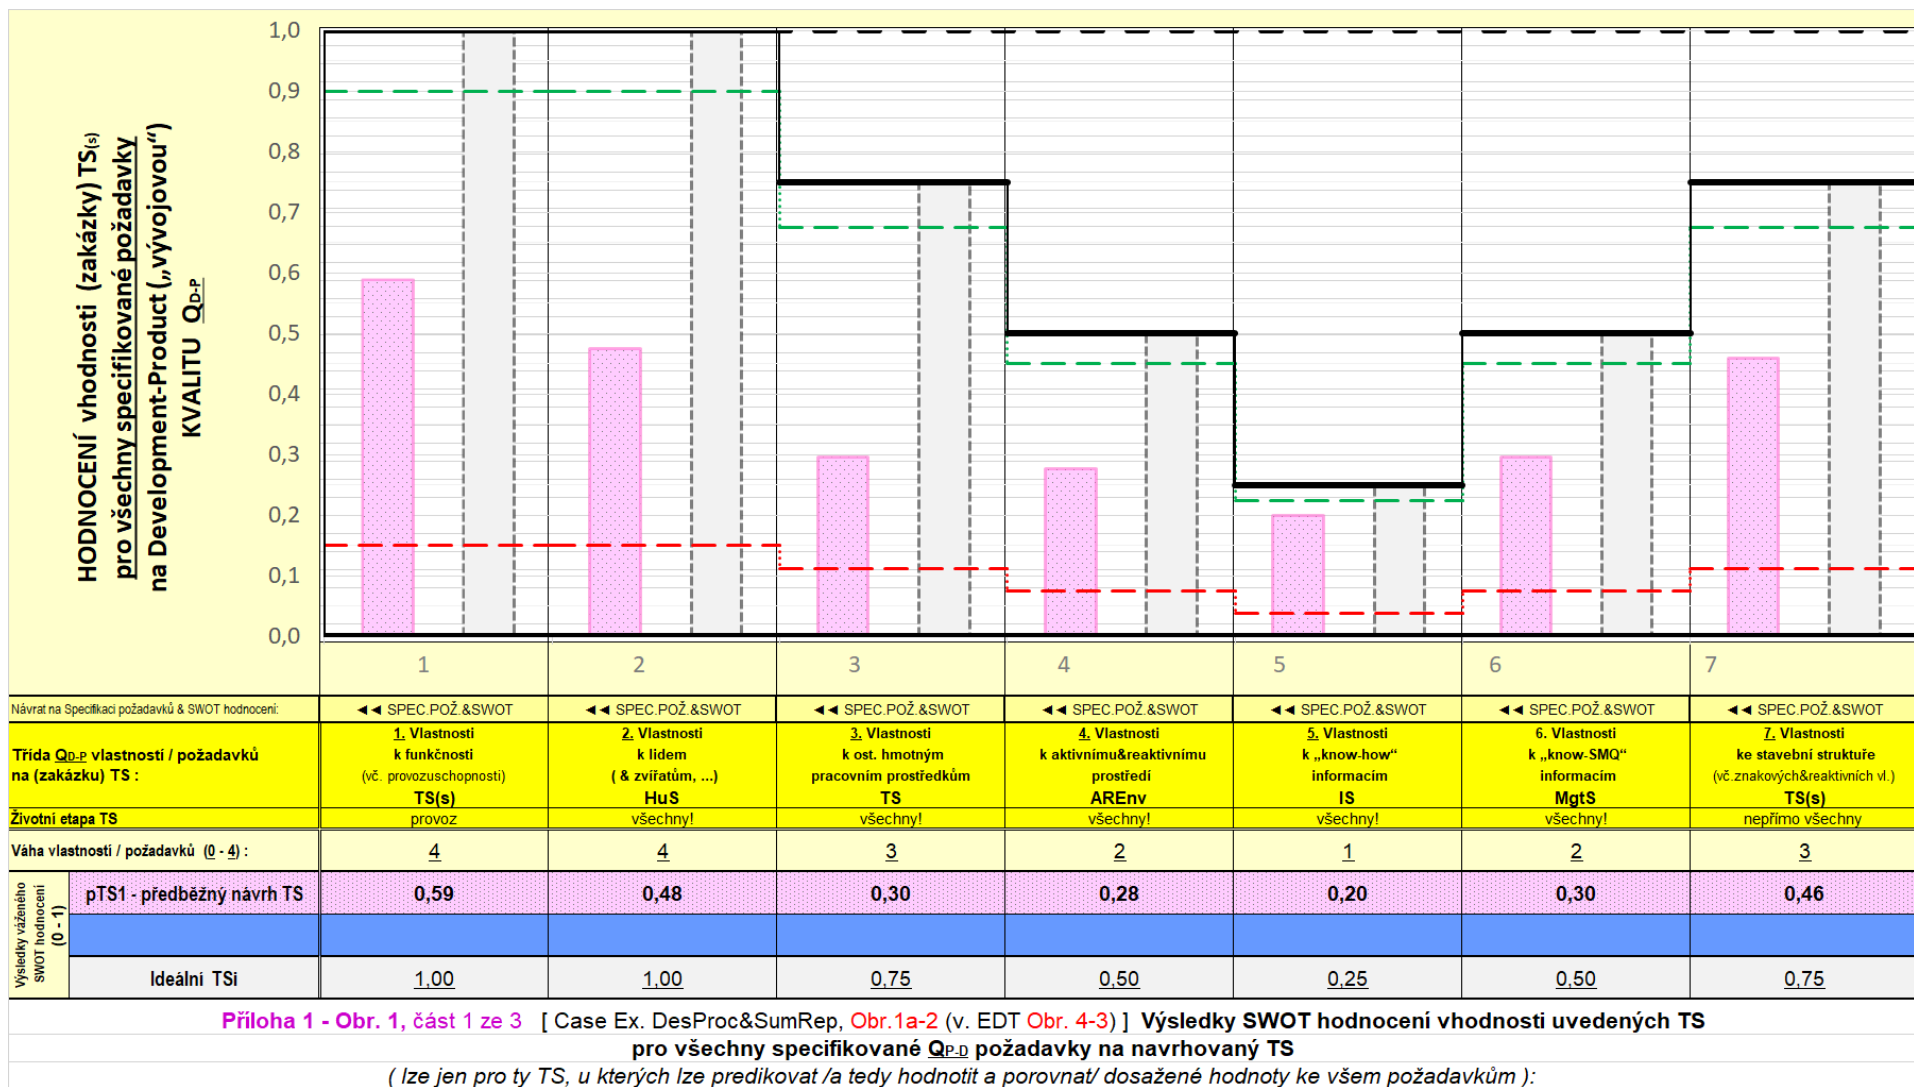 HODNOCENÍ vhodnosti (zakázky) TS(s)
pro všechny specifikované požadavky
na Development-Product („vývojovou“)
KVALITU QD-P
1,0
0,9
0,8
0,7
0,6
0,5
0,4
0,3
0,2
0,1
0,0
1 2 3 4 5 6 7
Návrat na Specifikaci požadavků & SWOT hodnocení: ◄◄ SPEC.POŽ.&SWOT ◄◄ SPEC.POŽ.&SWOT ◄◄ SPEC.POŽ.&SWOT ◄◄ SPEC.POŽ.&SWOT ◄◄ SPEC.POŽ.&SWOT ◄◄ SPEC.POŽ.&SWOT ◄◄ SPEC.POŽ.&SWOT
Třída QD-P vlastností / požadavků
na (zakázku) TS :
1. Vlastnosti
k funkčnosti
(vč. provozuschopnosti)
TS(s)
2. Vlastnosti
k lidem
( & zvířatům, ...)
HuS
3. Vlastnosti
k ost. hmotným
pracovním prostředkům
TS
4. Vlastnosti
k aktivnímu&reaktivnímu
prostředí
AREnv
5. Vlastnosti
k „know-how“
informacím
IS
6. Vlastnosti
k „know-SMQ“
informacím
MgtS
7. Vlastnosti
ke stavební struktuře
(vč.znakových&reaktivních vl.)
TS(s)
Životní etapa TS provoz všechny! všechny! všechny! všechny! všechny! nepřímo všechny
Váha vlastností / požadavků (0 - 4) : 4 4 3 2 1 2 3
Výsledky váženého
SWOT hodnocení
(0 - 1)
pTS1 - předběžný návrh TS 0,59 0,48 0,30 0,28 0,20 0,30 0,46
Ideální TSi 1,00 1,00 0,75 0,50 0,25 0,50 0,75
Příloha 1 - Obr. 1, část 1 ze 3 [ Case Ex. DesProc&SumRep, Obr.1a-2 (v. EDT Obr. 4-3) ] Výsledky SWOT hodnocení vhodnosti uvedených TS
pro všechny specifikované QP-D požadavky na navrhovaný TS
( lze jen pro ty TS, u kterých lze predikovat /a tedy hodnotit a porovnat/ dosažené hodnoty ke všem požadavkům ):